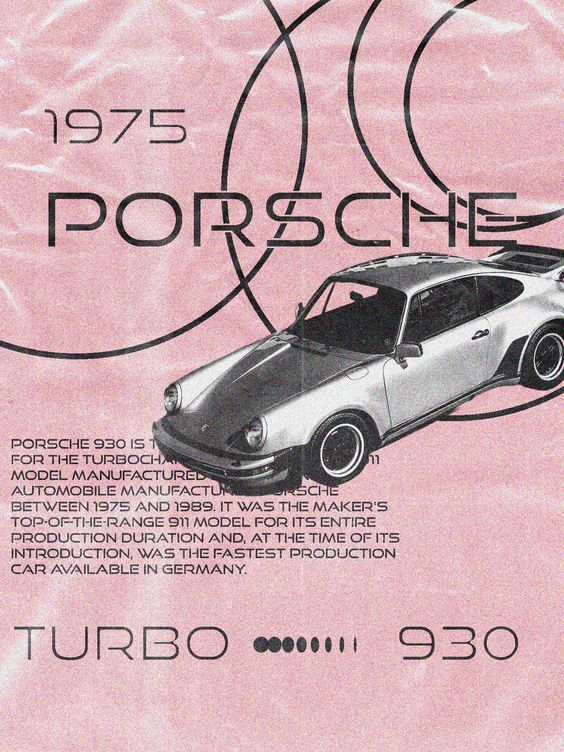 1975
PORSCHE
PORSCHE 930 IS
FOR THE
MODEL MANUFACTURED
AUTOMOBILE PORSCHE
BETWEEN 1975 AND 1989. IT WAS THE MAKER'S
TOP-OF-THE-RANGE 911 MODEL FOR ITS ENTIRE
PRODUCTION DURATION AND, AT THE TIME OF ITS
INTRODUCTION, WAS THE FASTEST PRODUCTION
CAR AVAILABLE IN GERMANY.
TURBO 930